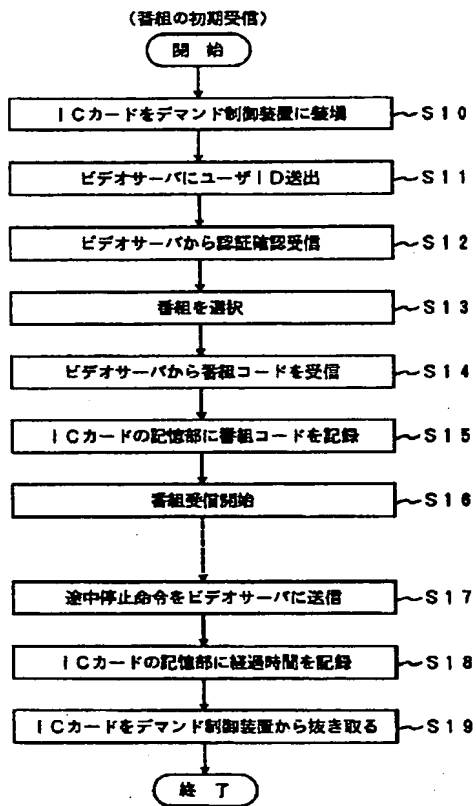 (番組の初期受信)
開 始
ICカードをデマンド制御装置に装填 S10
ビデオサーバにユーザID送出 S11
ビデオサーバから認証確認受信 S12
番組を選択 S13
ビデオサーバから番組コードを受信 S14
ICカードの記憶部に番組コードを記録 S15
番組受信開始 S16
途中停止命令をビデオサーバに送信 S17
ICカードの記憶部に経過時間を記録 S18
ICカードをデマンド制御装置から抜き取る S19
終 了